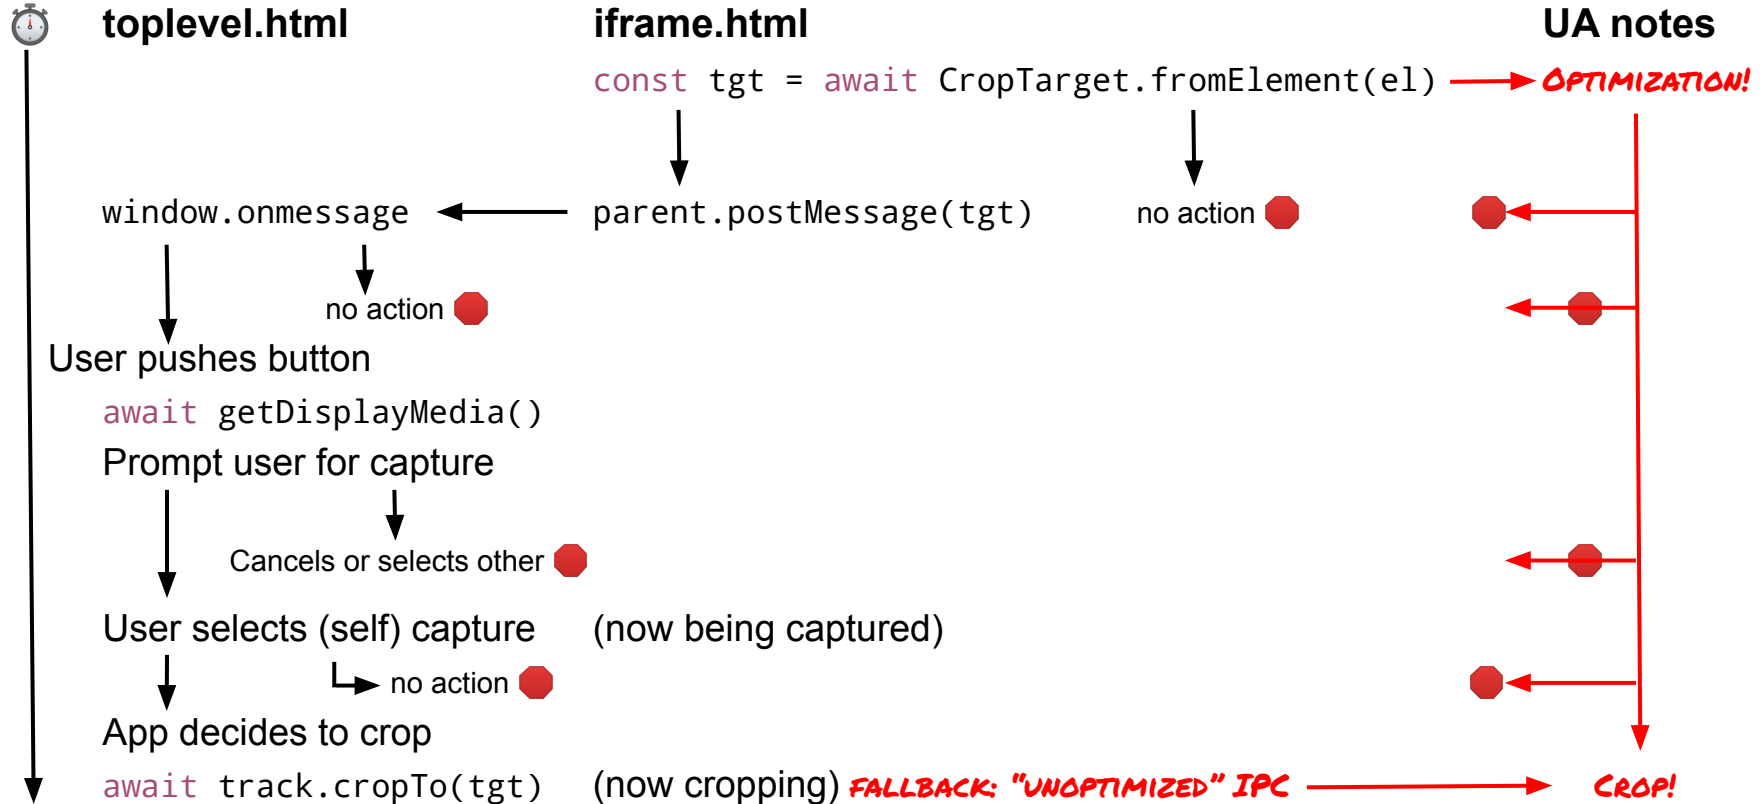 toplevel.html iframe.html UA notes
const tgt = await CropTarget.fromElement(el) OPTIMIZATION!
window.onmessage parent.postMessage(tgt) no action
no action
User pushes button
await getDisplayMedia()
Prompt user for capture
Cancels or selects other
User selects (self) capture (now being captured)
no action
App decides to crop
await track.cropTo(tgt) (now cropping) FALLBACK: "UNOPTIMIZED" IPC CROP!